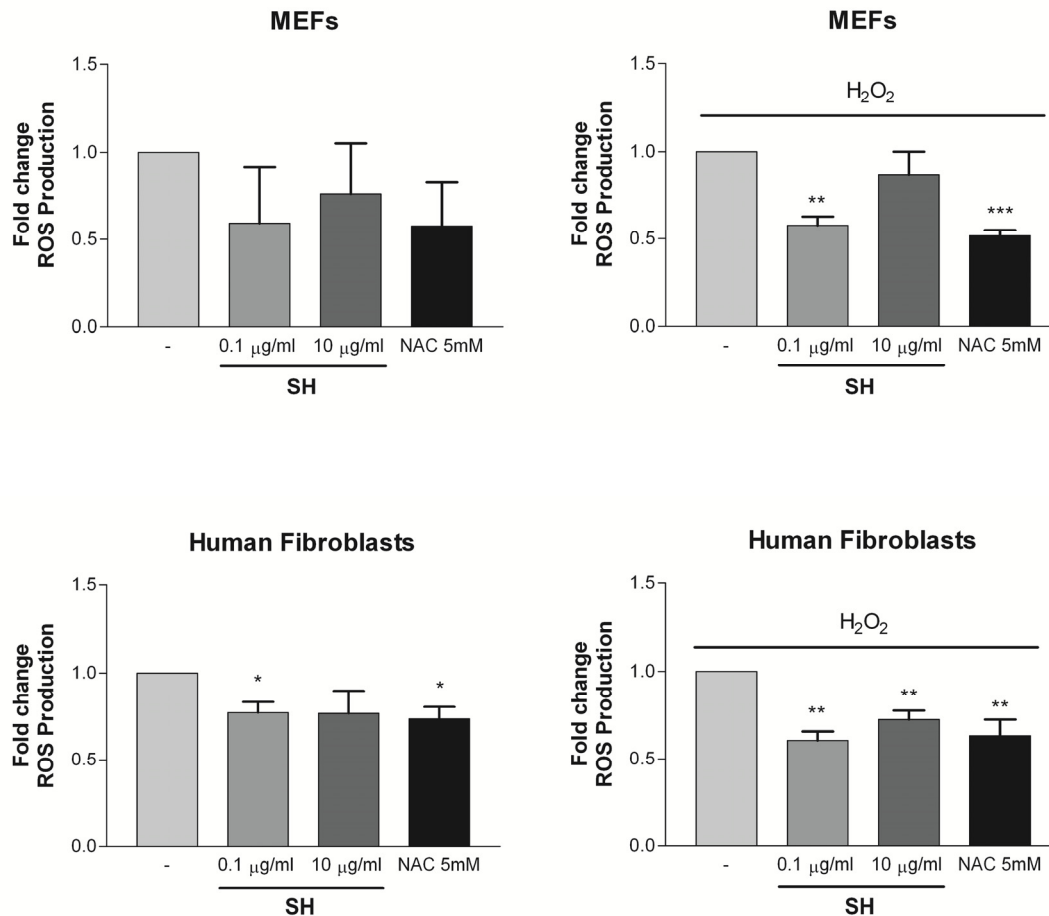 MEFs
Fold change
ROS Production
1.5
1.0
0.5
0.0
-
0.1 μg/ml
10 μg/ml
NAC 5mM
SH
MEFs
Fold change
ROS Production
1.5
1.0
0.5
0.0
H₂O₂
**
***
-
0.1 μg/ml
10 μg/ml
NAC 5mM
SH
Human Fibroblasts
Fold change
ROS Production
1.5
1.0
0.5
0.0
*
*
-
0.1 μg/ml
10 μg/ml
NAC 5mM
SH
Human Fibroblasts
Fold change
ROS Production
1.5
1.0
0.5
0.0
H₂O₂
**
**
**
-
0.1 μg/ml
10 μg/ml
NAC 5mM
SH